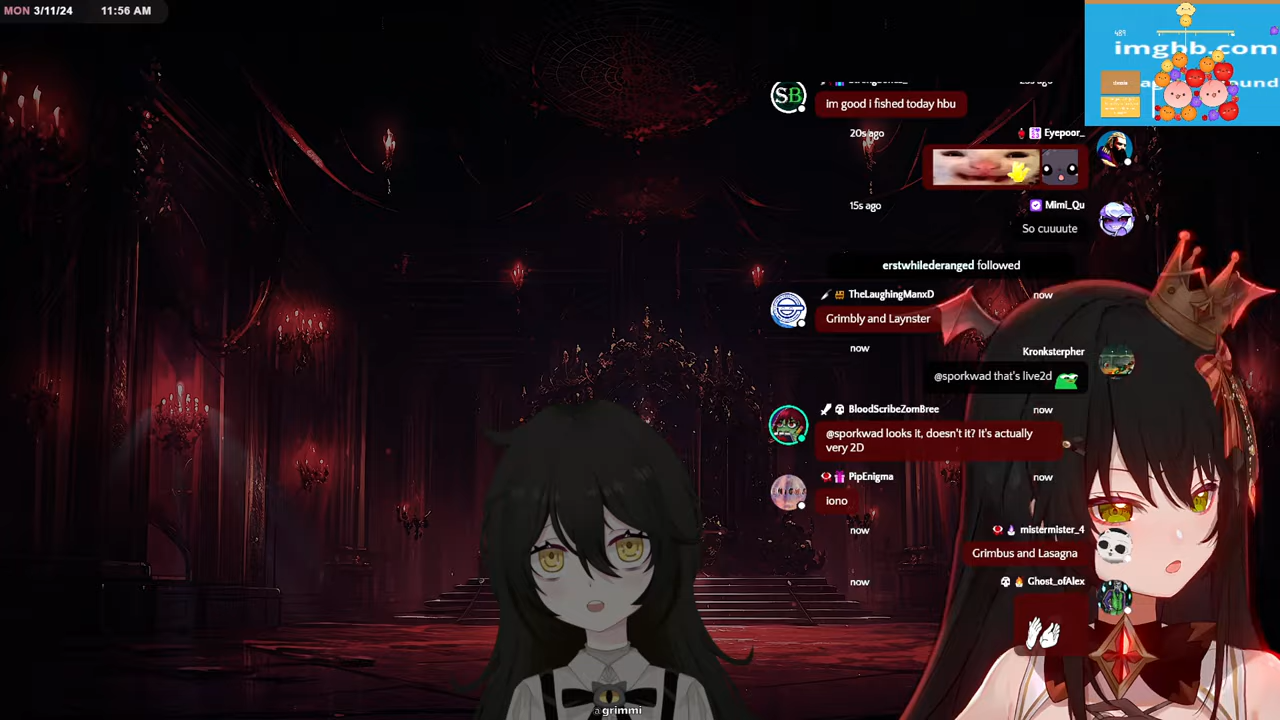 MON 3/11/24 11:56 AM
489
imgbb.com
im good i fished today hbu
20s ago
Eyepoor_
15s ago
Mimi_Qu
So cuuuute
erstwhilederanged followed
TheLaughingManxD
now
Grimbly and Laynster
now
Kronksterpher
@sporkwad that's live2d
BloodScribeZomBree
now
@sporkwad looks it, doesn't it? It's actually
very 2D
PipEnigma
now
iono
now
mistermister_4
Grimbus and Lasagna
now
Ghost_ofAlex
a grimmi